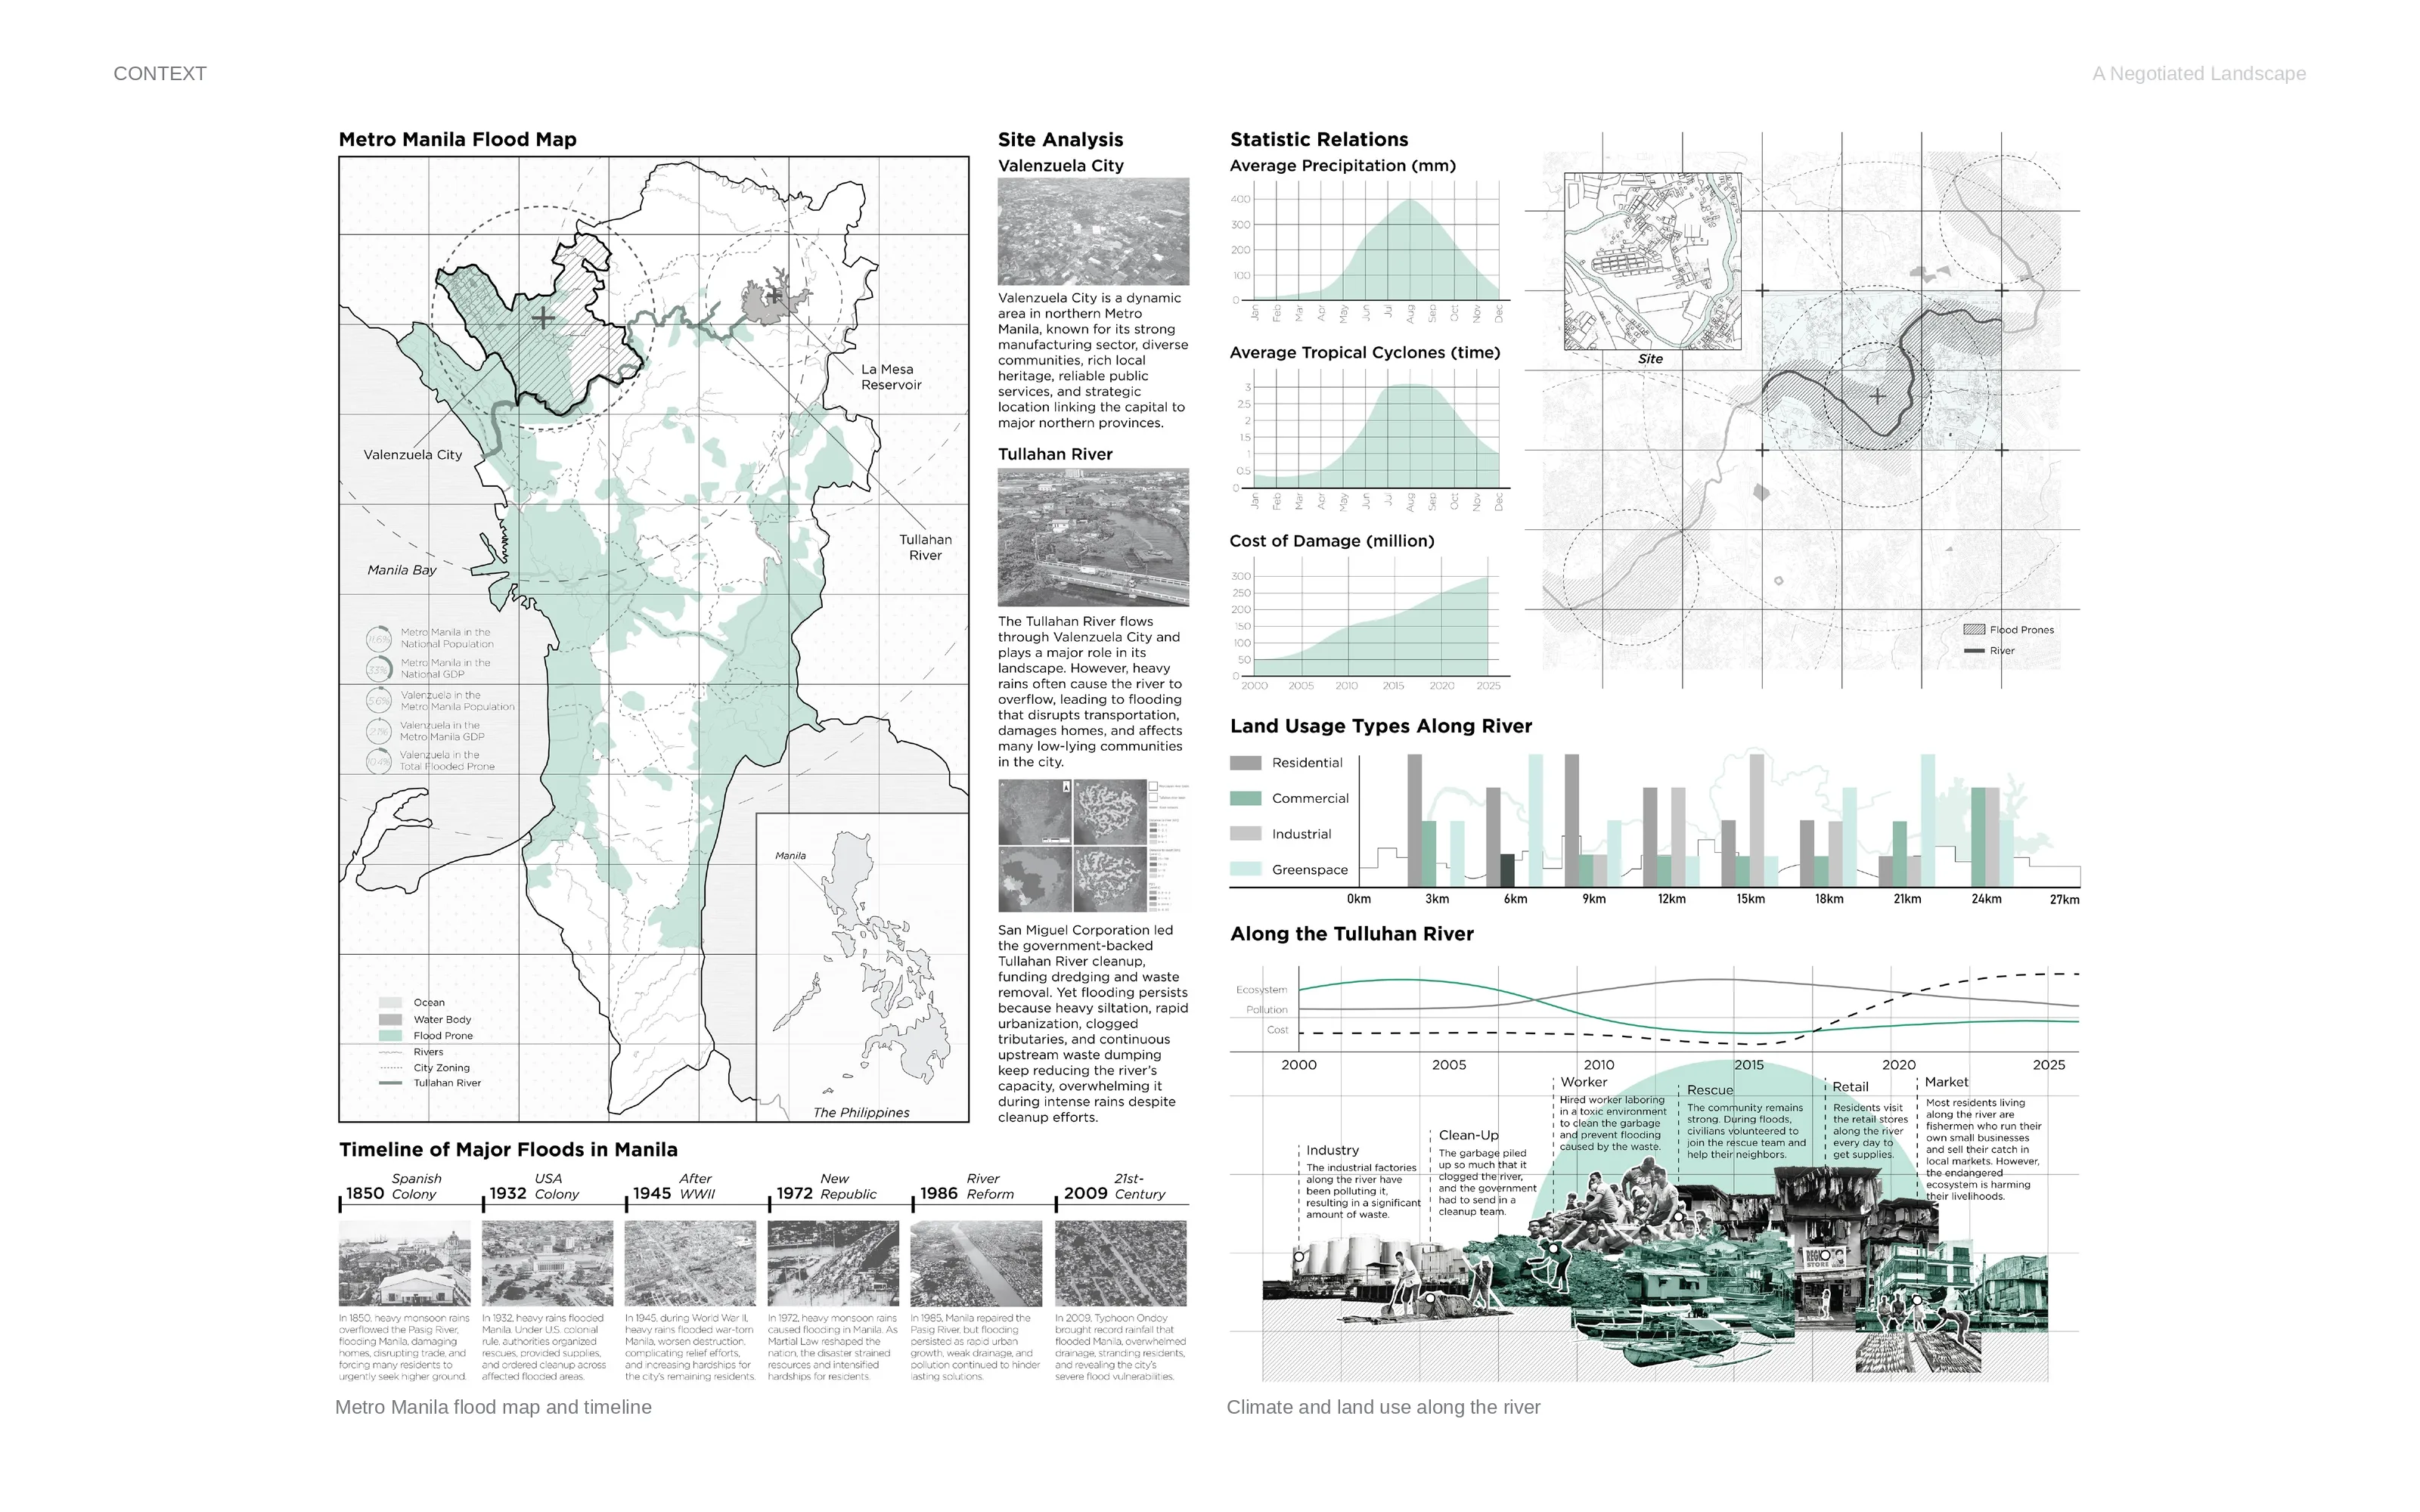 CONTEXT
A Negotiated Landscape
Metro Manila Flood Map
La Mesa
Reservoir
Valenzuela City
Tullahan
River
Manila Bay
11.6%
Metro Manila in the
National Population
33%
Metro Manila in the
National GDP
5.6%
Valenzuela in the
Metro Manila Population
2.1%
Valenzuela in the
Metro Manila GDP
10.4%
Valenzuela in the
Total Flooded Prone
Manila
Ocean
Water Body
Flood Prone
Rivers
City Zoning
Tullahan River
The Philippines
Timeline of Major Floods in Manila
1850 Spanish
Colony
1932 USA
Colony
1945 After
WWII
1972 New
Republic
1986 River
Reform
2009 21st-
Century
In 1850, heavy monsoon rains
overflowed the Pasig River,
flooding Manila, damaging
homes, disrupting trade, and
forcing many residents to
urgently seek higher ground.
In 1932, heavy rains flooded
Manila. Under U.S. colonial
rule, authorities organized
rescues, provided supplies,
and ordered cleanup across
affected flooded areas.
In 1945, during World War II,
heavy rains flooded war-torn
Manila, worsen destruction,
complicating relief efforts,
and increasing hardships for
the city's remaining residents.
In 1972, heavy monsoon rains
caused flooding in Manila. As
Martial Law reshaped the
nation, the disaster strained
resources and intensified
hardships for residents.
In 1985, Manila repaired the
Pasig River, but flooding
persisted as rapid urban
growth, weak drainage, and
pollution continued to hinder
lasting solutions.
In 2009, Typhoon Ondoy
brought record rainfall that
flooded Manila, overwhelmed
drainage, stranding residents,
and revealing the city's
severe flood vulnerabilities.
Metro Manila flood map and timeline
Site Analysis
Valenzuela City
Valenzuela City is a dynamic
area in northern Metro
Manila, known for its strong
manufacturing sector, diverse
communities, rich local
heritage, reliable public
services, and strategic
location linking the capital to
major northern provinces.
Tullahan River
The Tullahan River flows
through Valenzuela City and
plays a major role in its
landscape. However, heavy
rains often cause the river to
overflow, leading to flooding
that disrupts transportation,
damages homes, and affects
many low-lying communities
in the city.
San Miguel Corporation led
the government-backed
Tullahan River cleanup,
funding dredging and waste
removal. Yet flooding persists
because heavy siltation, rapid
urbanization, clogged
tributaries, and continuous
upstream waste dumping
keep reducing the river's
capacity, overwhelming it
during intense rains despite
cleanup efforts.
Statistic Relations
Average Precipitation (mm)
400
300
200
100
0
Jan Feb Mar Apr May Jun Jul Aug Sep Oct Nov Dec
Average Tropical Cyclones (time)
3
2.5
2
1.5
1
0.5
0
Jan Feb Mar Apr May Jun Jul Aug Sep Oct Nov Dec
Cost of Damage (million)
300
250
200
150
100
50
0
2000 2005 2010 2015 2020 2025
Site
Flood Prones
River
Land Usage Types Along River
Residential
Commercial
Industrial
Greenspace
0km 3km 6km 9km 12km 15km 18km 21km 24km 27km
Along the Tulluhan River
Ecosystem
Pollution
Cost
2000 2005 2010 2015 2020 2025
Industry
The industrial factories
along the river have
been polluting it,
resulting in a significant
amount of waste.
Clean-Up
The garbage piled
up so much that it
clogged the river,
and the government
had to send in a
cleanup team.
Worker
Hired worker laboring
in a toxic environment
to clean the garbage
and prevent flooding
caused by the waste.
Rescue
The community remains
strong. During floods,
civilians volunteered to
join the rescue team and
help their neighbors.
Retail
Residents visit
the retail stores
along the river
every day to
get supplies.
Market
Most residents living
along the river are
fishermen who run their
own small businesses
and sell their catch in
local markets. However,
the endangered
ecosystem is harming
their livelihoods.
STORE
Climate and land use along the river